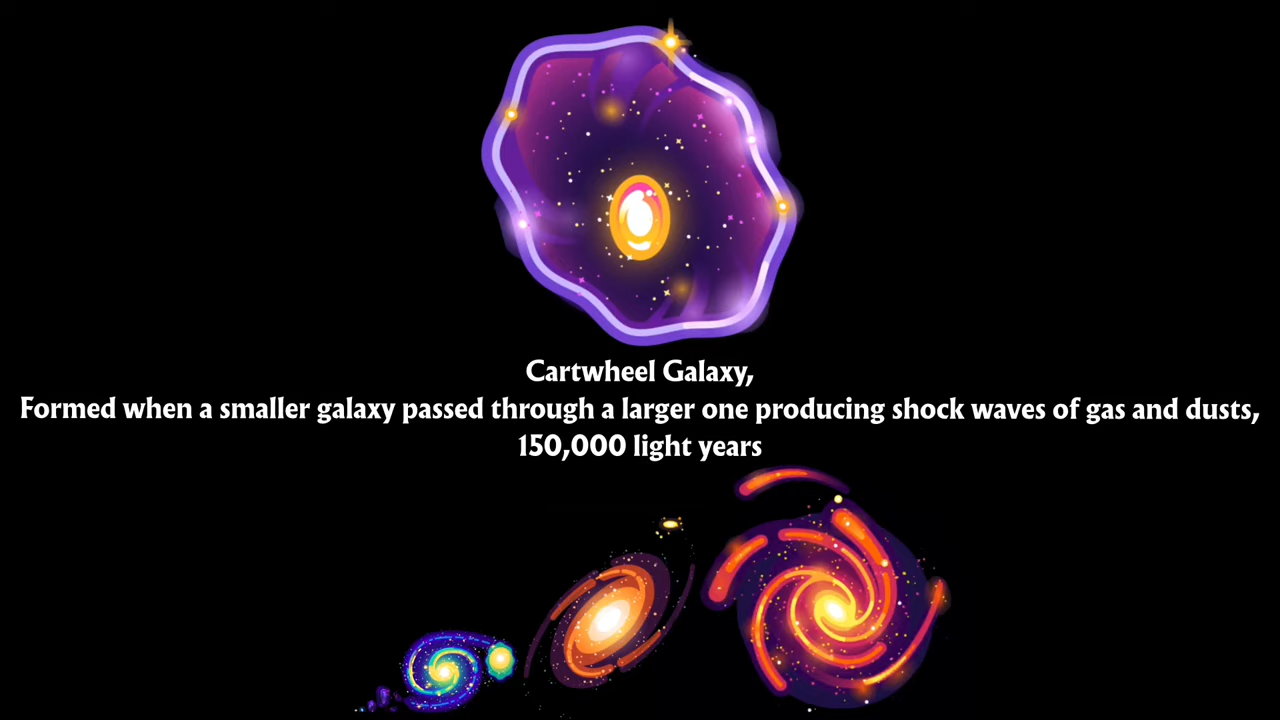 Cartwheel Galaxy,
Formed when a smaller galaxy passed through a larger one producing shock waves of gas and dusts,
150,000 light years